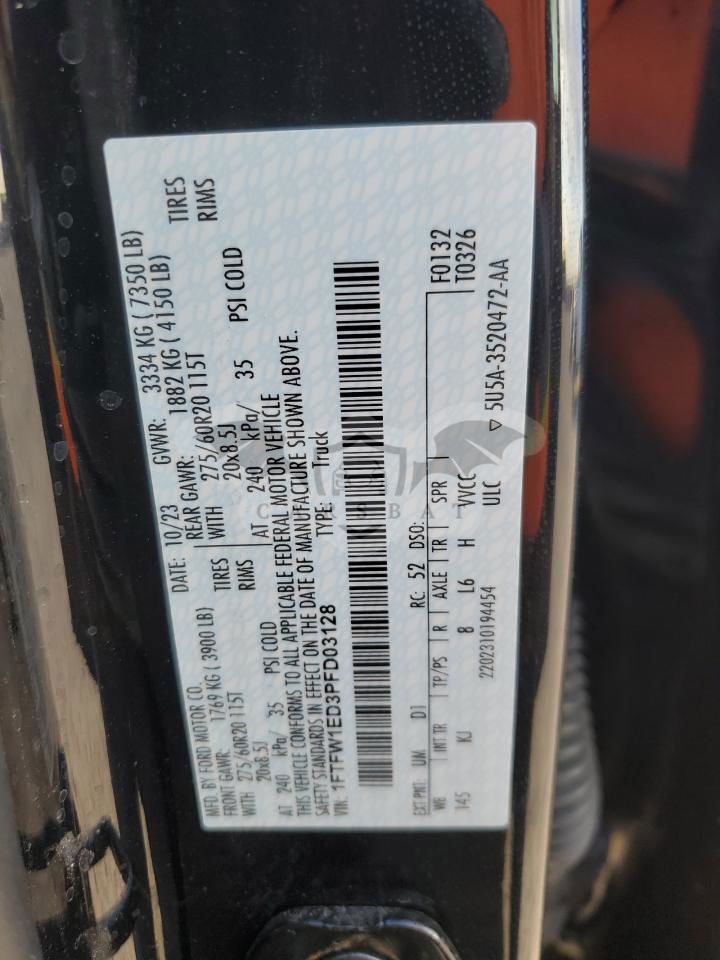 MFD. BY FORD MOTOR CO.
DATE: 10/23 GVWR: 3334 KG ( 7350 LB)
FRONT GAWR: 1769 KG ( 3900 LB) REAR GAWR: 1882 KG ( 4150 LB)
WITH 275/60R20 115T TIRES WITH 275/60R20 115T TIRES
20x8.5J RIMS 20x8.5J RIMS
AT 240 kPa/ 35 PSI COLD AT 240 kPa/ 35 PSI COLD
THIS VEHICLE CONFORMS TO ALL APPLICABLE FEDERAL MOTOR VEHICLE
SAFETY STANDARDS IN EFFECT ON THE DATE OF MANUFACTURE SHOWN ABOVE.
VIN: 1FTFW1ED3PFD03128 TYPE: Truck
F0132
EXT PNT: UM D1 RC: 52 DSO: T0326
WB INT TR TP/PS R AXLE TR SPR
145 KJ 8 L6 H VVCC
2202310194454 ULC ▽ 5U5A-3520472-AA